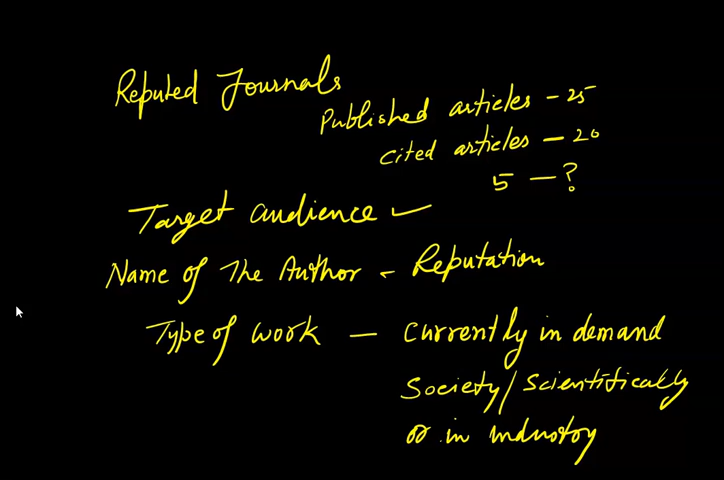 Reputed Journals
Published articles - 25
Cited articles - 20
5 - ?
Target audience ✓
Name of The Author - Reputation
Type of work - Currently in demand
Society/Scientifically
or in Industry